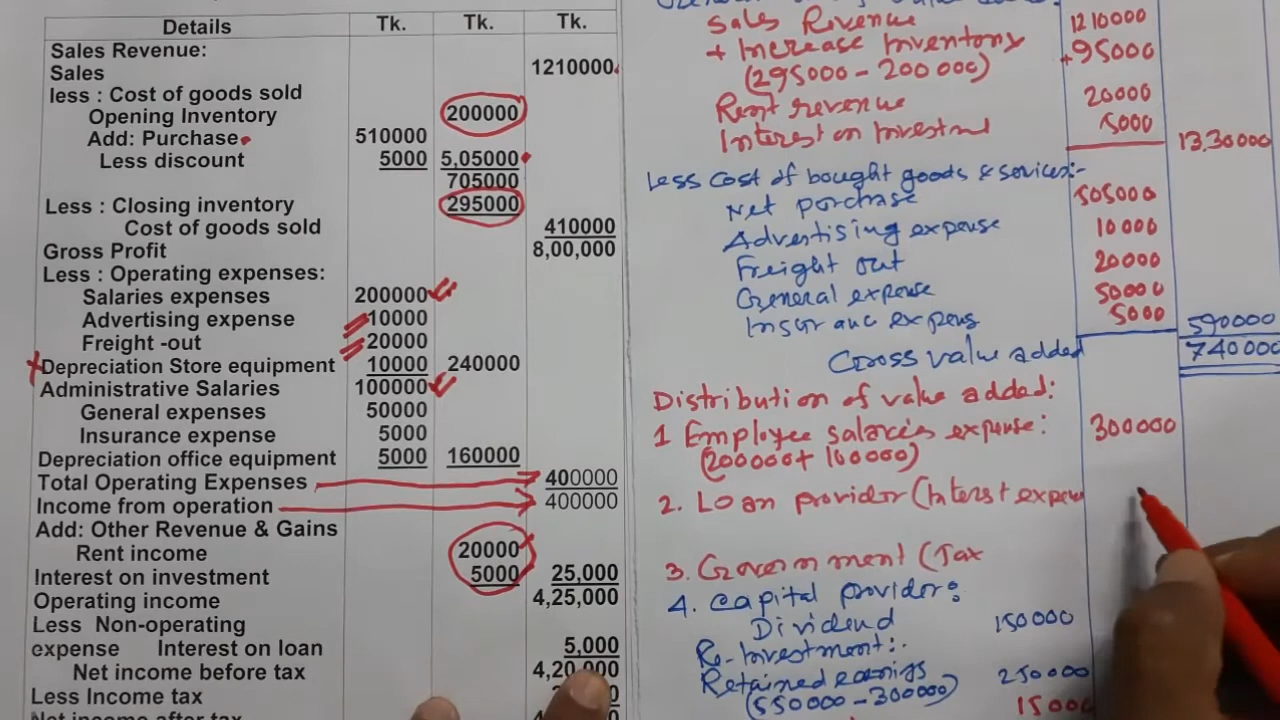 Details Tk. Tk. Tk.
Sales Revenue:
Sales 1210000
less : Cost of goods sold
Opening Inventory 200000
Add: Purchase 510000
Less discount 5000 5,05000
705000
Less : Closing inventory 295000
Cost of goods sold 410000
Gross Profit 8,00,000
Less : Operating expenses:
Salaries expenses 200000
Advertising expense 10000
Freight -out 20000
Depreciation Store equipment 10000 240000
Administrative Salaries 100000
General expenses 50000
Insurance expense 5000
Depreciation office equipment 5000 160000
Total Operating Expenses 400000
Income from operation 400000
Add: Other Revenue & Gains
Rent income 20000
Interest on investment 5000 25,000
Operating income 4,25,000
Less Non-operating
expense Interest on loan 5,000
Net income before tax 4,20,000
Less Income tax
Net income after tax
Sales Revenue 1210000
+ Increase Inventory +95000
(295000 - 200000)
Rent revenue 20000
Interest on Investmnt 5000 13,30000
Less Cost of bought goods & services:-
Net purchase 505000
Advertising expense 10000
Freight out 20000
General expense 50000
Insuranc expens 5000 590000
Gross value added 740000
Distribution of value added:
1 Employee salaries expense: 300000
(200000+ 100000)
2. Loan provider (Interst expen
3. Government (Tax
4. Capital provider:
Dividend 150000
Re-Investment:-
Retained earnings 250000
(550000-300000)